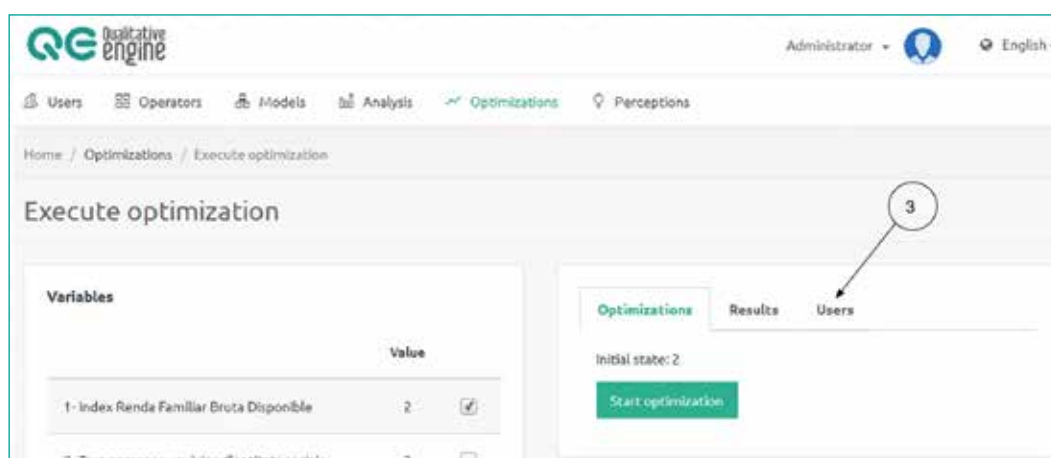 QE Qualitative engine
Administrator
English
Users Operators Models Analysis Optimizations Perceptions
Home / Optimizations / Execute optimization
Execute optimization
3
Variables
Value
1- Index Renda Familiar Bruta Disponible 2
Optimizations Results Users
Initial state: 2
Start optimization